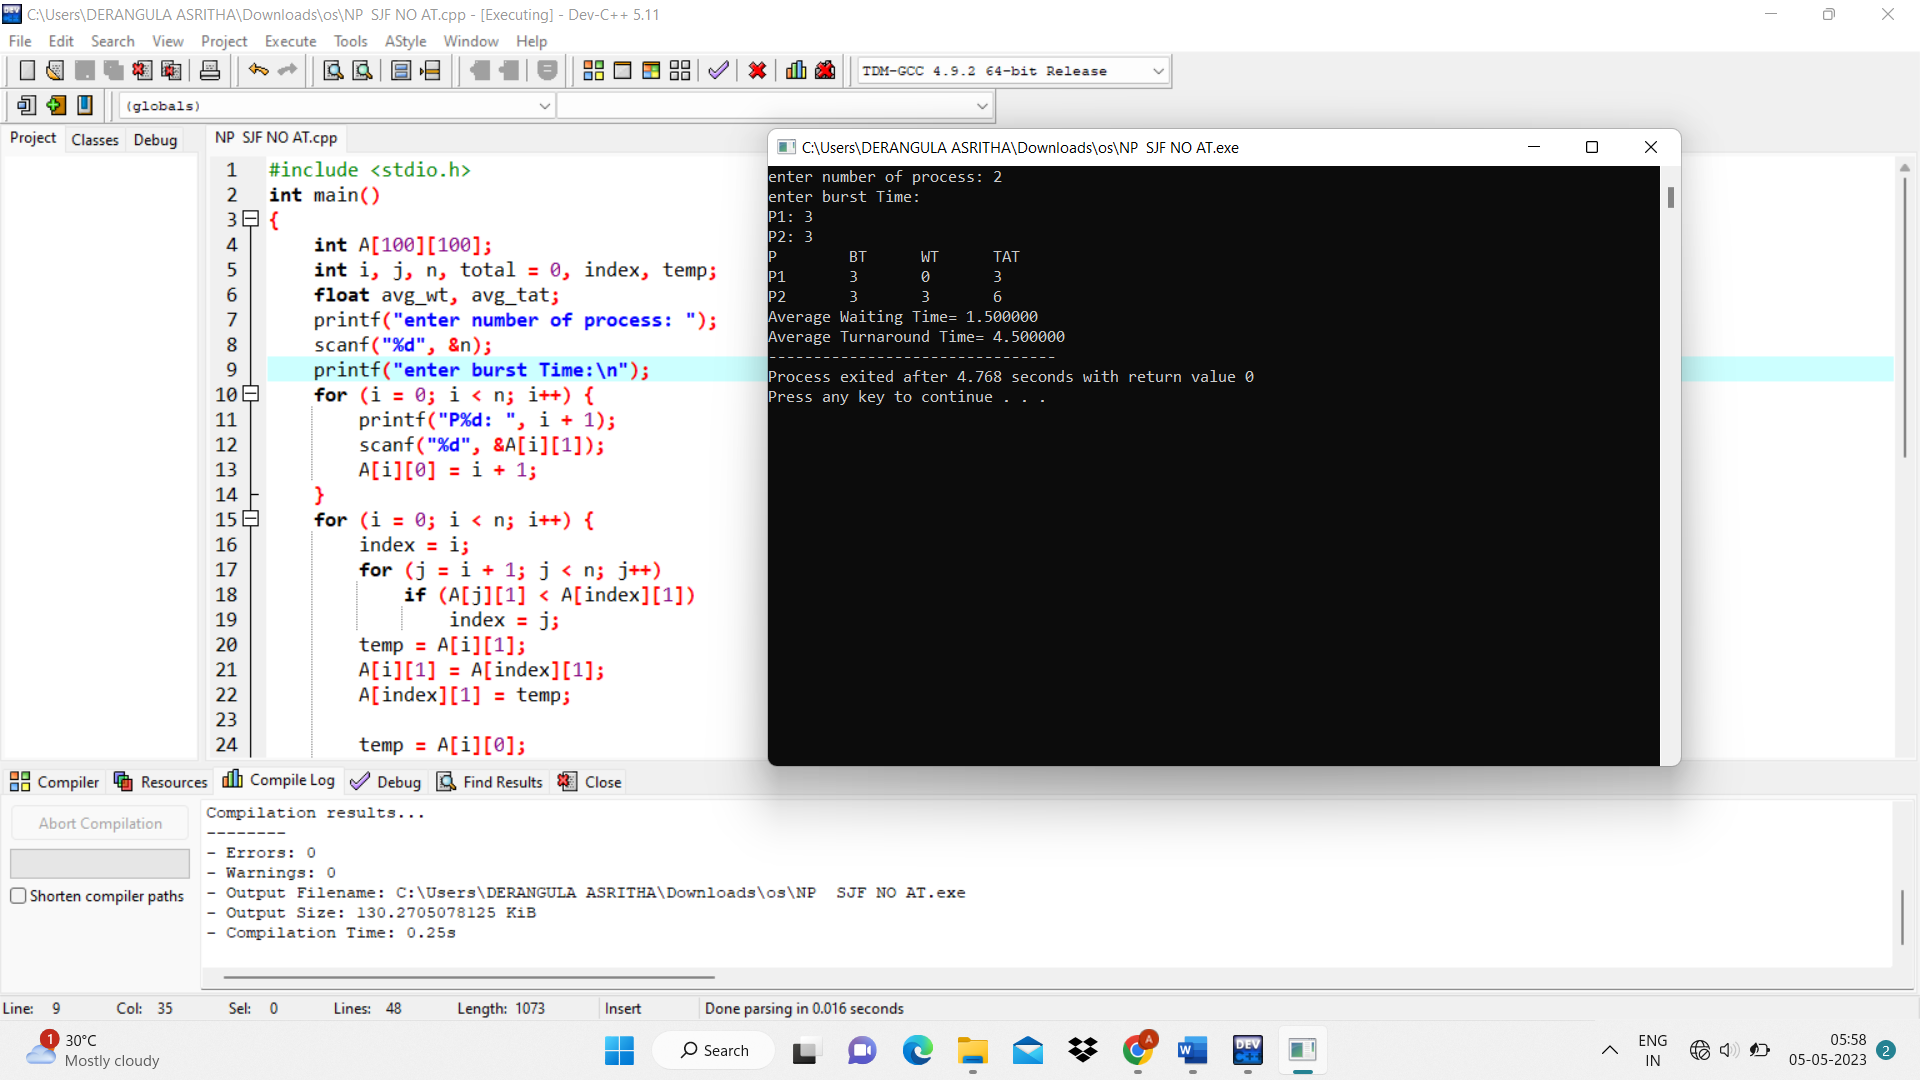 C:\Users\DERANGULA ASRITHA\Downloads\os\NP  SJF NO AT.cpp - [Executing] - Dev-C++ 5.11
File Edit Search View Project Execute Tools AStyle Window Help
TDM-GCC 4.9.2 64-bit Release
(globals)
Project Classes Debug
NP  SJF NO AT.cpp
1 #include <stdio.h>
2 int main()
3 {
4 int A[100][100];
5 int i, j, n, total = 0, index, temp;
6 float avg_wt, avg_tat;
7 printf("enter number of process: ");
8 scanf("%d", &n);
9 printf("enter burst Time:\n");
10 for (i = 0; i < n; i++) {
11 printf("P%d: ", i + 1);
12 scanf("%d", &A[i][1]);
13 A[i][0] = i + 1;
14 }
15 for (i = 0; i < n; i++) {
16 index = i;
17 for (j = i + 1; j < n; j++)
18 if (A[j][1] < A[index][1])
19 index = j;
20 temp = A[i][1];
21 A[i][1] = A[index][1];
22 A[index][1] = temp;
23
24 temp = A[i][0];
C:\Users\DERANGULA ASRITHA\Downloads\os\NP  SJF NO AT.exe
enter number of process: 2
enter burst Time:
P1: 3
P2: 3
P BT WT TAT
P1 3 0 3
P2 3 3 6
Average Waiting Time= 1.500000
Average Turnaround Time= 4.500000
--------------------------------
Process exited after 4.768 seconds with return value 0
Press any key to continue . . .
Compiler Resources Compile Log Debug Find Results Close
Abort Compilation
Shorten compiler paths
Compilation results...
--------
- Errors: 0
- Warnings: 0
- Output Filename: C:\Users\DERANGULA ASRITHA\Downloads\os\NP  SJF NO AT.exe
- Output Size: 130.2705078125 KiB
- Compilation Time: 0.25s
Line: 9 Col: 35 Sel: 0 Lines: 48 Length: 1073 Insert Done parsing in 0.016 seconds
1
30°C
Mostly cloudy
Search
A
W
DEV C++
ENG
IN
05:58
05-05-2023
2